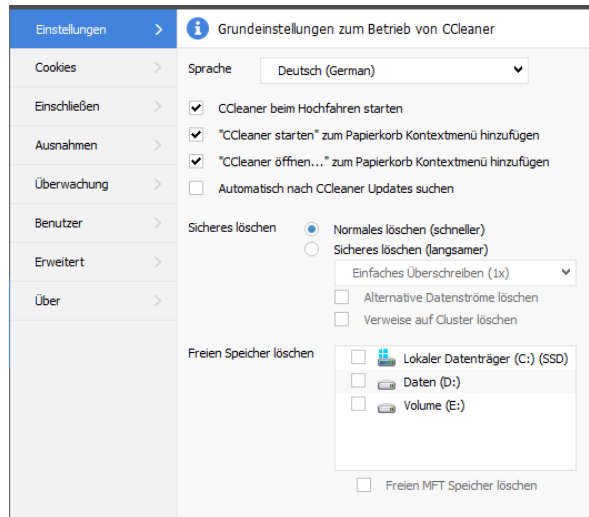 Einstellungen
Grundeinstellungen zum Betrieb von CCleaner
Cookies
Einschließen
Ausnahmen
Überwachung
Benutzer
Erweitert
Über
Sprache
Deutsch (German)
CCleaner beim Hochfahren starten
"CCleaner starten" zum Papierkorb Kontextmenü hinzufügen
"CCleaner öffnen..." zum Papierkorb Kontextmenü hinzufügen
Automatisch nach CCleaner Updates suchen
Sicheres löschen
Normales löschen (schneller)
Sicheres löschen (langsamer)
Einfaches Überschreiben (1x)
Alternative Datenströme löschen
Verweise auf Cluster löschen
Freien Speicher löschen
Lokaler Datenträger (C:) (SSD)
Daten (D:)
Volume (E:)
Freien MFT Speicher löschen